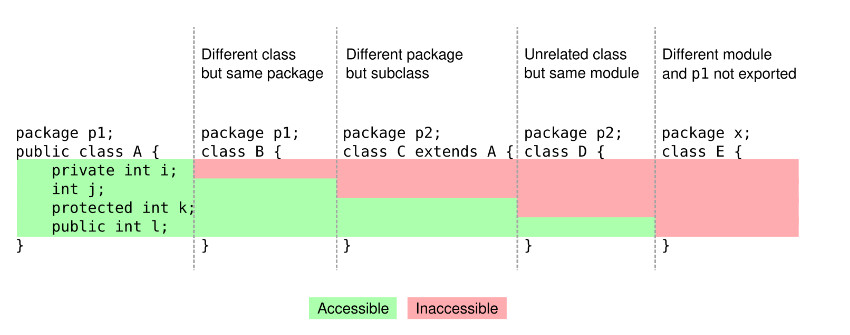 Different class
but same package
Different package
but subclass
Unrelated class
but same module
Different module
and p1 not exported
package p1;
public class A {
private int i;
int j;
protected int k;
public int l;
}
package p1;
class B {
}
package p2;
class C extends A {
}
package p2;
class D {
}
package x;
class E {
}
Accessible
Inaccessible